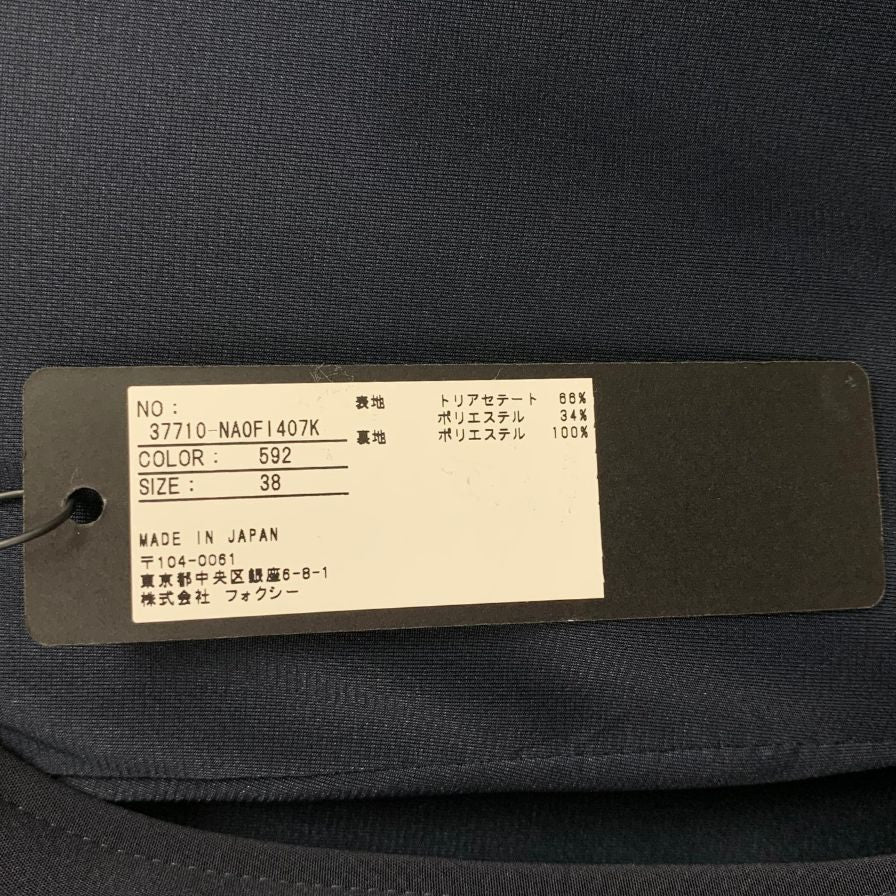 NO:
37710-NA0FI407K
COLOR: 592
SIZE: 38
MADE IN JAPAN
〒104-0061
東京都中央区銀座6-8-1
株式会社 フォクシー
表地 トリアセテート 66%
ポリエステル 34%
裏地 ポリエステル 100%